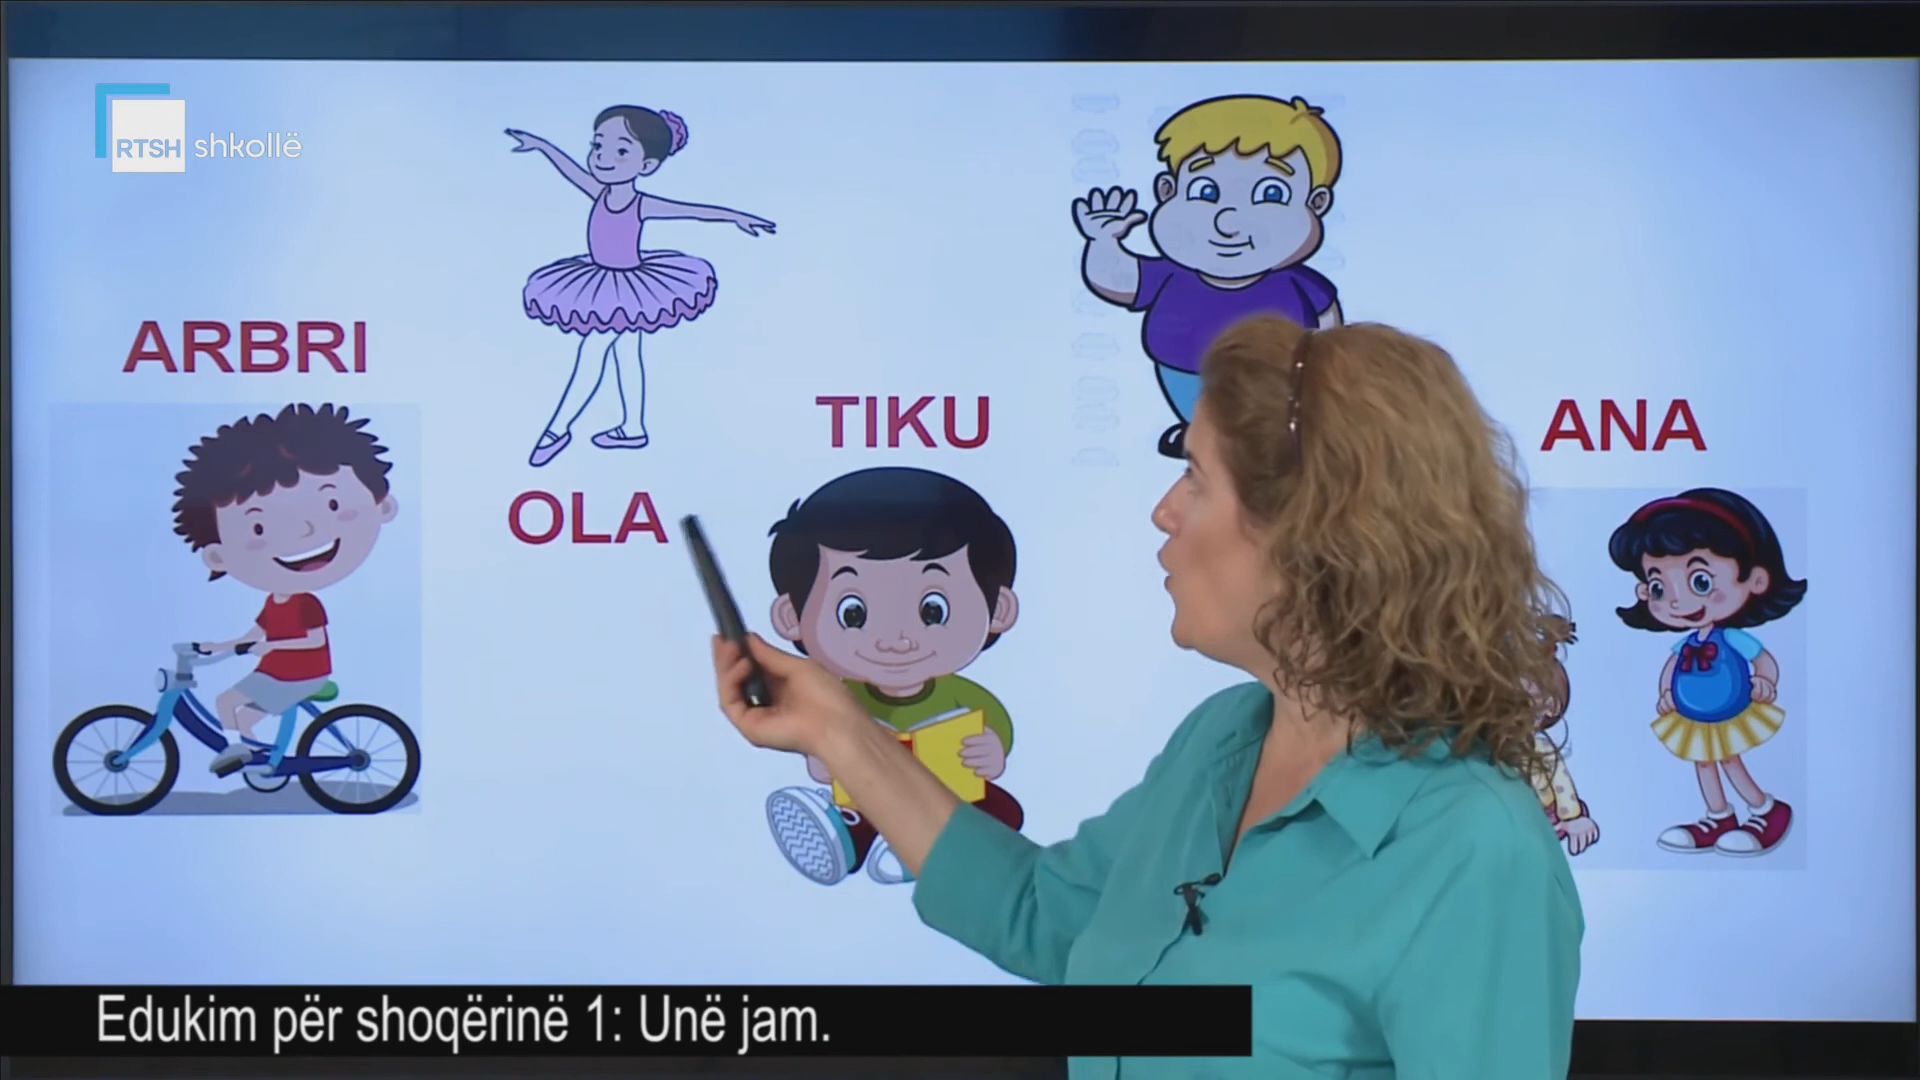 RTSH shkollë
ARBRI
OLA
TIKU
ANA
Edukim për shoqërinë 1: Unë jam.